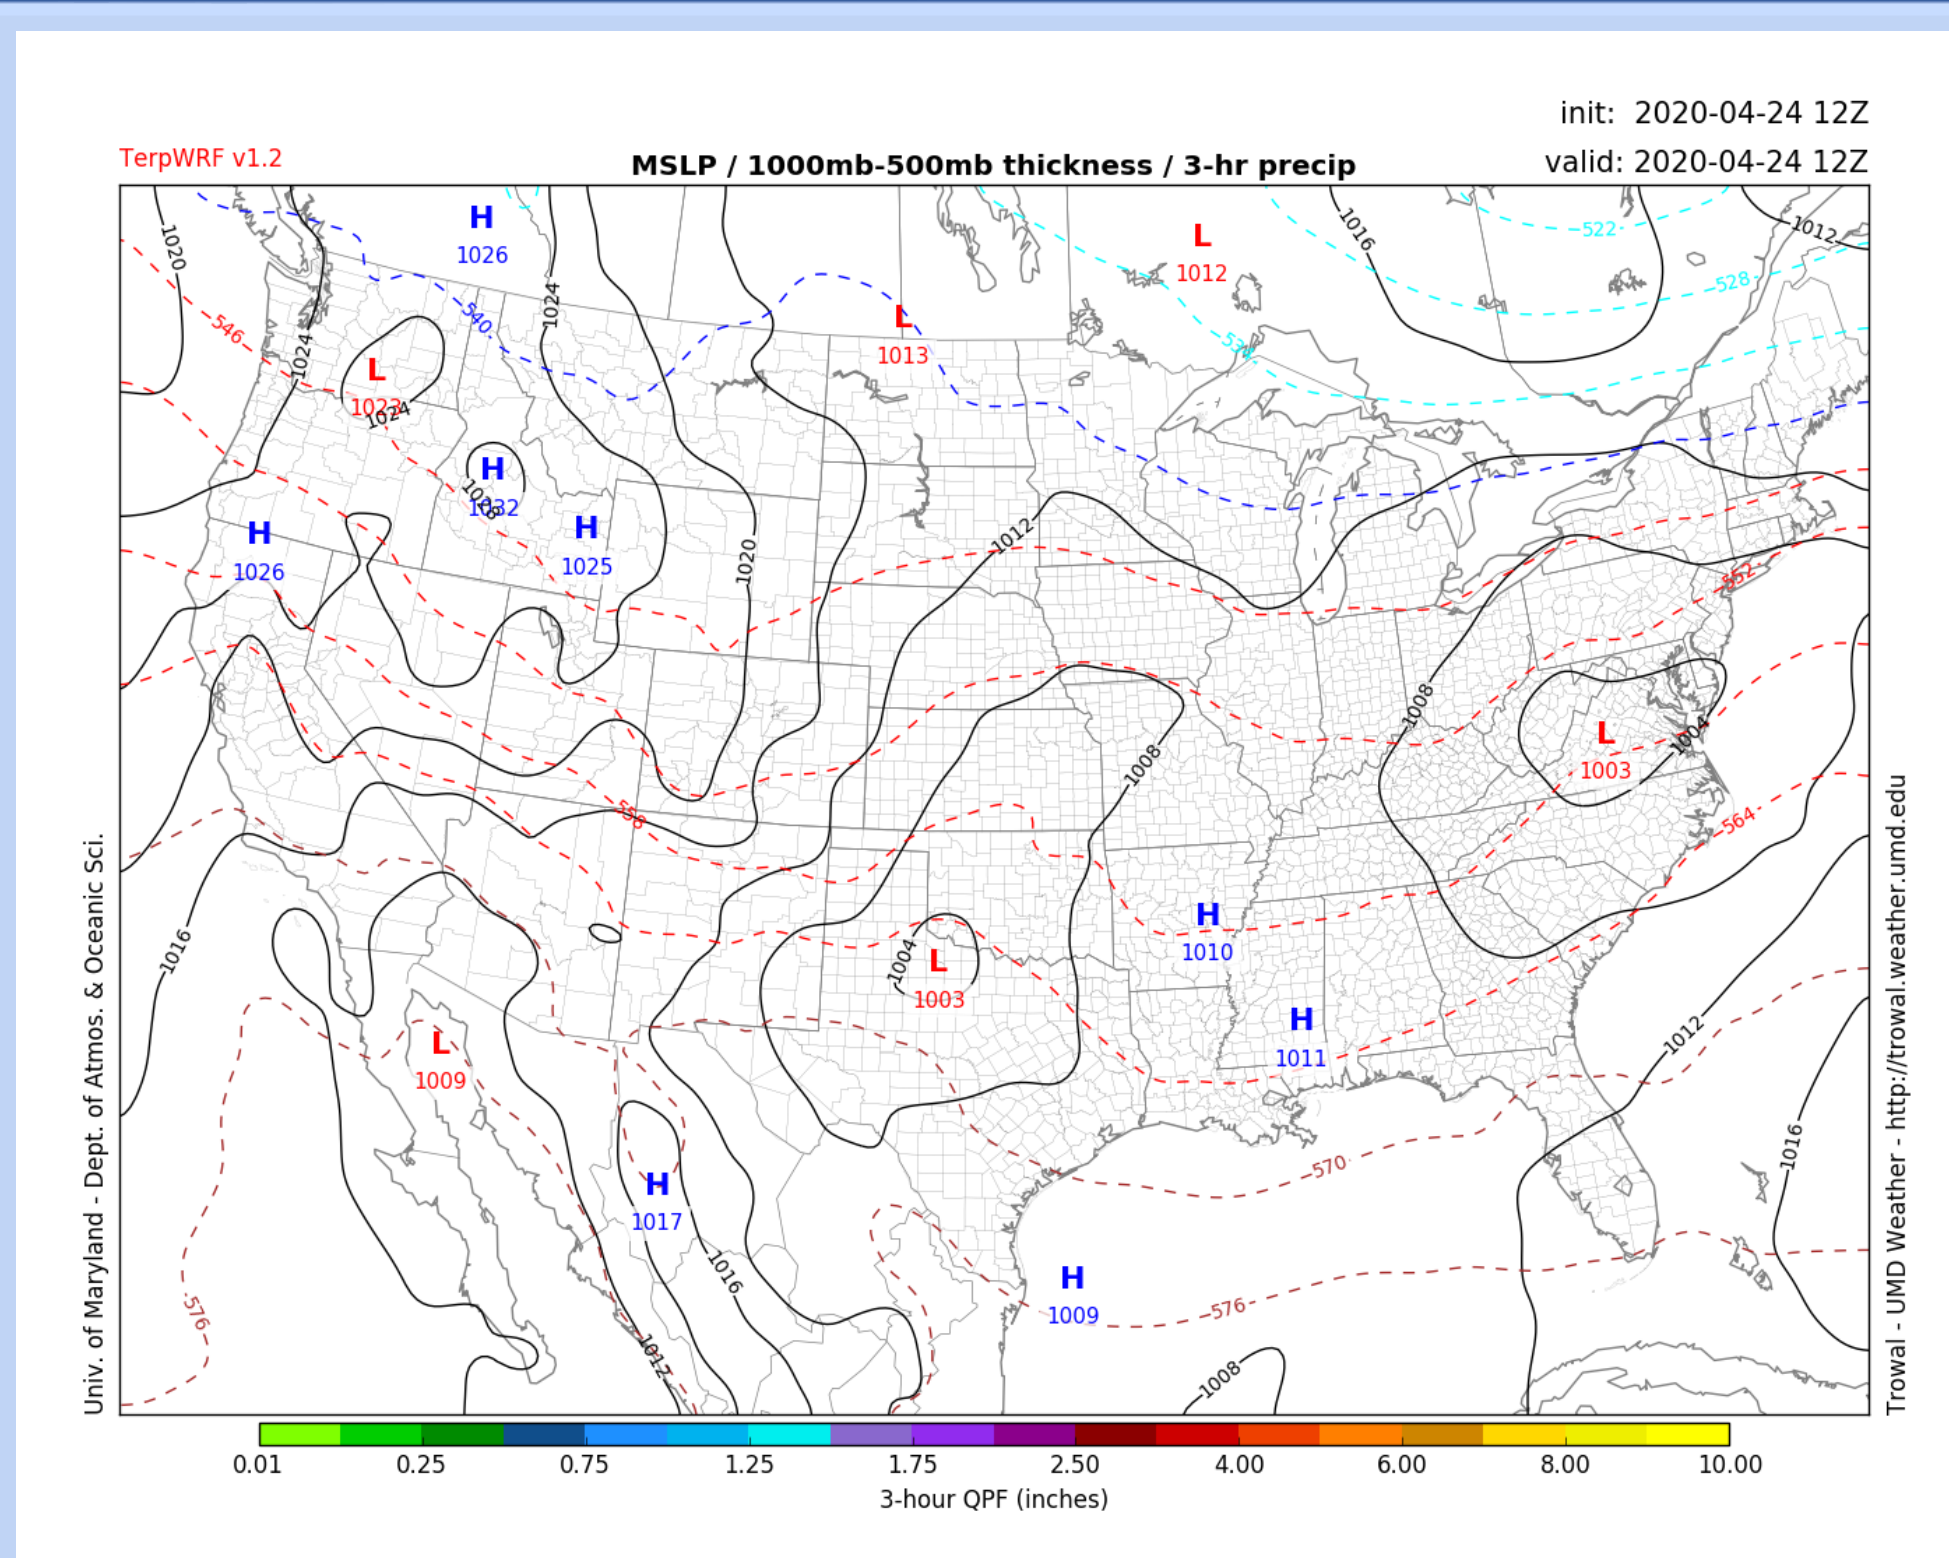 init: 2020-04-24 12Z
TerpWRF v1.2
MSLP / 1000mb-500mb thickness / 3-hr precip
valid: 2020-04-24 12Z
H
1026
L
1012
1020
1016
1012
522
528
546
540
1024
1024
L
1013
534
L
1023
1024
H
1032
1028
H
1026
H
1025
1020
1012
552
1008
1008
L
1003
1004
558
564
1016
H
1010
1004
L
1003
H
1011
1012
L
1009
1016
570
H
1017
1016
H
1009
576
576
1012
1008
Univ. of Maryland - Dept. of Atmos. & Oceanic Sci.
Trowal - UMD Weather - http://trowal.weather.umd.edu
0.01 0.25 0.75 1.25 1.75 2.50 4.00 6.00 8.00 10.00
3-hour QPF (inches)